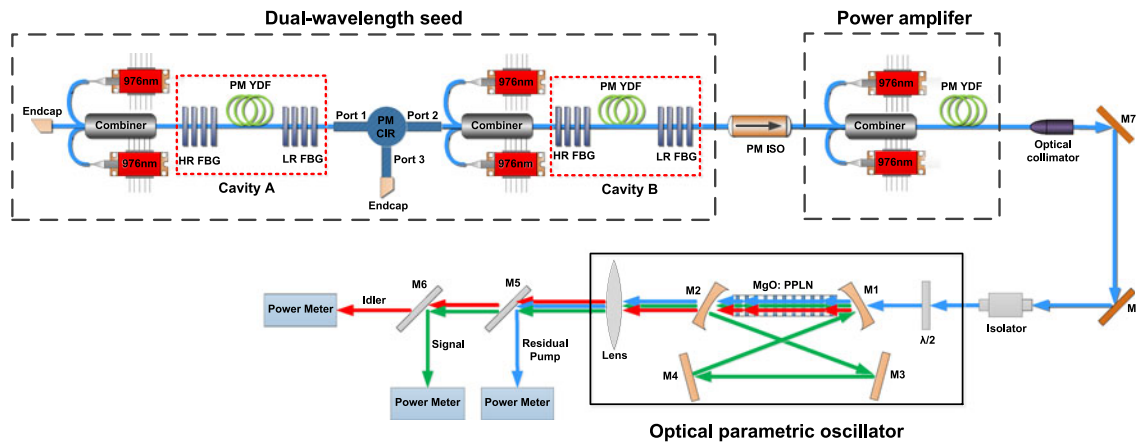 Dual-wavelength seed
Power amplifer
976nm
PM YDF
976nm
PM YDF
976nm
PM YDF
Endcap
Combiner
HR FBG
LR FBG
Port 1
PM
CIR
Port 2
Combiner
HR FBG
LR FBG
PM ISO
Combiner
Optical
collimator
M7
976nm
Cavity A
Port 3
Endcap
976nm
Cavity B
976nm
M6
M5
M2
MgO: PPLN
M1
M
Power Meter
Idler
Signal
Residual
Pump
Lens
M4
M3
λ/2
Isolator
Power Meter
Power Meter
Optical parametric oscillator